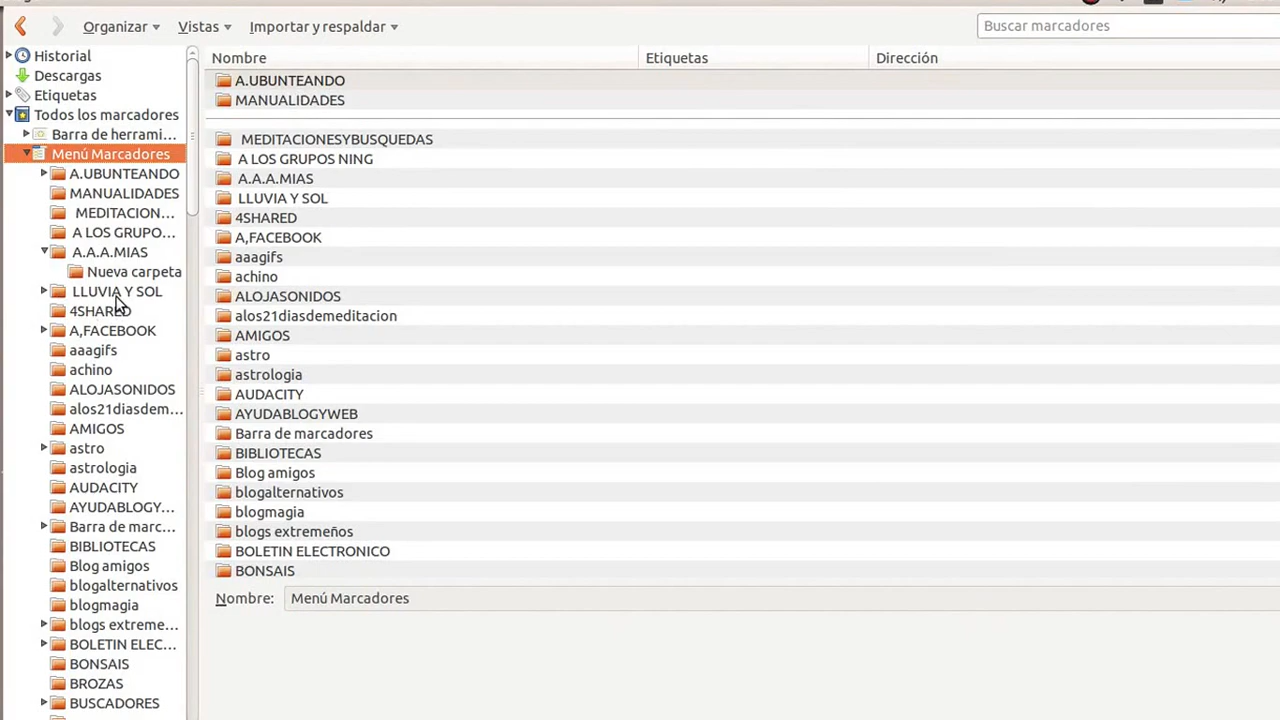 Organizar Vistas Importar y respaldar Buscar marcadores
Historial
Descargas
Etiquetas
Todos los marcadores
Barra de herrami...
Menú Marcadores
A.UBUNTEANDO
MANUALIDADES
MEDITACION...
A LOS GRUPO...
A.A.A.MIAS
Nueva carpeta
LLUVIA Y SOL
4SHARED
A,FACEBOOK
aaagifs
achino
ALOJASONIDOS
alos21diasdem...
AMIGOS
astro
astrologia
AUDACITY
AYUDABLOGY...
Barra de marc...
BIBLIOTECAS
Blog amigos
blogalternativos
blogmagia
blogs extreme...
BOLETIN ELEC...
BONSAIS
BROZAS
BUSCADORES
Nombre Etiquetas Dirección
A.UBUNTEANDO
MANUALIDADES
MEDITACIONESYBUSQUEDAS
A LOS GRUPOS NING
A.A.A.MIAS
LLUVIA Y SOL
4SHARED
A,FACEBOOK
aaagifs
achino
ALOJASONIDOS
alos21diasdemeditacion
AMIGOS
astro
astrologia
AUDACITY
AYUDABLOGYWEB
Barra de marcadores
BIBLIOTECAS
Blog amigos
blogalternativos
blogmagia
blogs extremeños
BOLETIN ELECTRONICO
BONSAIS
Nombre: Menú Marcadores